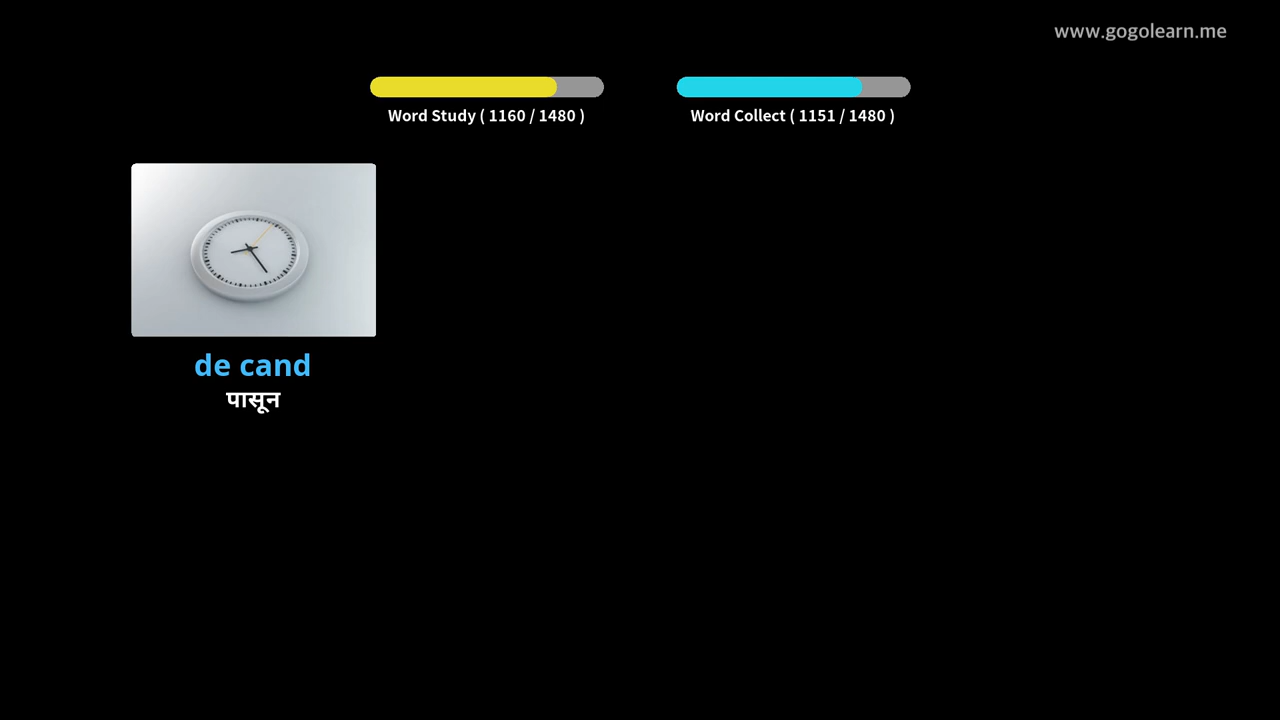 www.gogolearn.me
Word Study ( 1160 / 1480 )
Word Collect ( 1151 / 1480 )
de cand
पासून